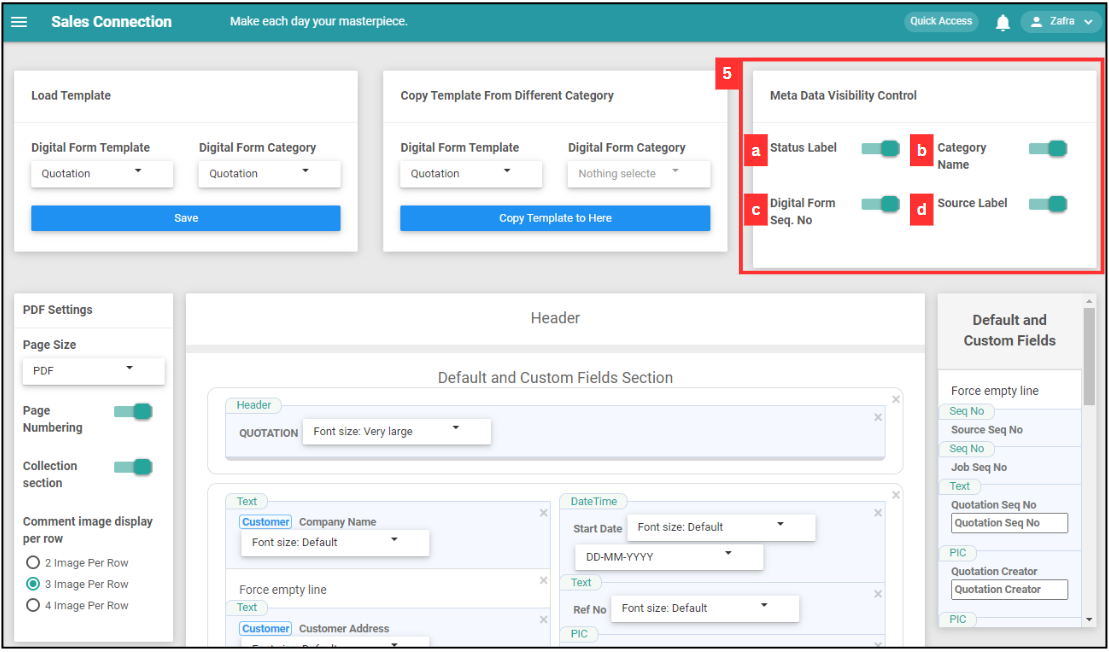 Sales Connection
Make each day your masterpiece.
Quick Access
Zafra
Load Template
Digital Form Template
Digital Form Category
Quotation
Quotation
Save
Copy Template From Different Category
Digital Form Template
Digital Form Category
Quotation
Nothing selecte
Copy Template to Here
5
Meta Data Visibility Control
a
Status Label
b
Category
Name
c
Digital Form
Seq. No
d
Source Label
PDF Settings
Page Size
PDF
Page
Numbering
Collection
section
Comment image display
per row
2 Image Per Row
3 Image Per Row
4 Image Per Row
Header
Default and Custom Fields Section
Header
QUOTATION
Font size: Very large
Text
Customer Company Name
Font size: Default
Force empty line
Text
Customer Customer Address
Font size: Default
DateTime
Start Date
Font size: Default
DD-MM-YYYY
Text
Ref No
Font size: Default
PIC
Default and
Custom Fields
Force empty line
Seq No
Source Seq No
Seq No
Job Seq No
Text
Quotation Seq No
Quotation Seq No
PIC
Quotation Creator
Quotation Creator
PIC